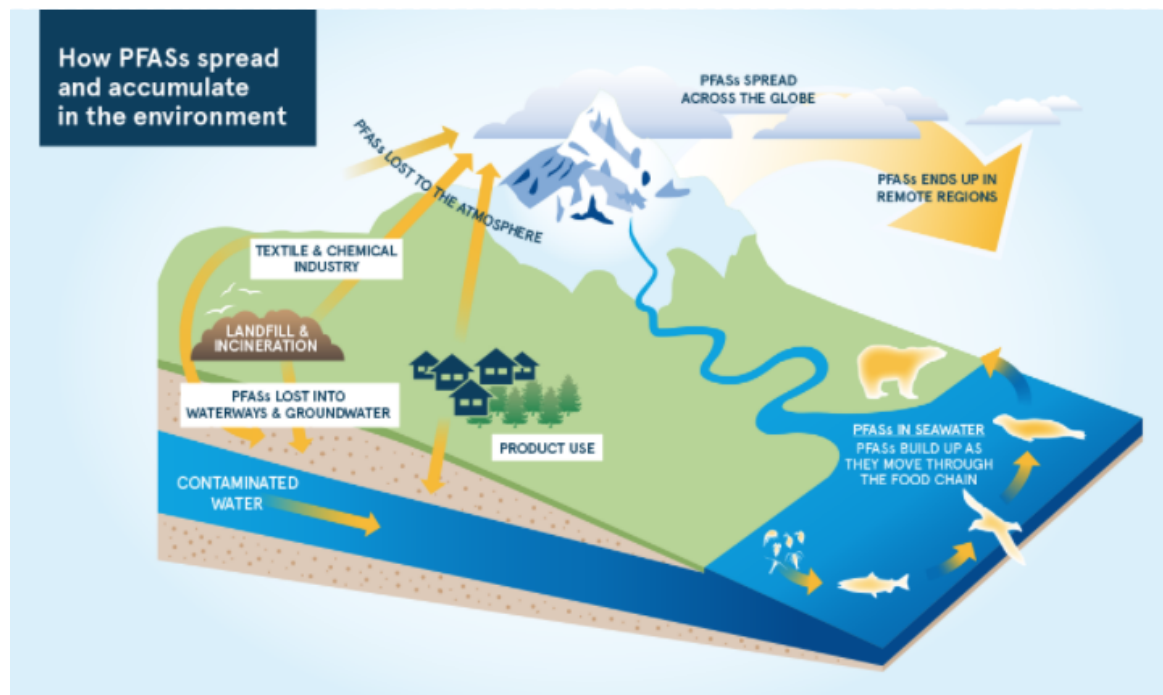 How PFASs spread
and accumulate
in the environment
PFASs SPREAD
ACROSS THE GLOBE
PFASs LOST TO THE ATMOSPHERE
PFASs ENDS UP IN
REMOTE REGIONS
TEXTILE & CHEMICAL
INDUSTRY
LANDFILL &
INCINERATION
PFASs LOST INTO
WATERWAYS & GROUNDWATER
PRODUCT USE
PFASs IN SEAWATER
PFASs BUILD UP AS
THEY MOVE THROUGH
THE FOOD CHAIN
CONTAMINATED
WATER